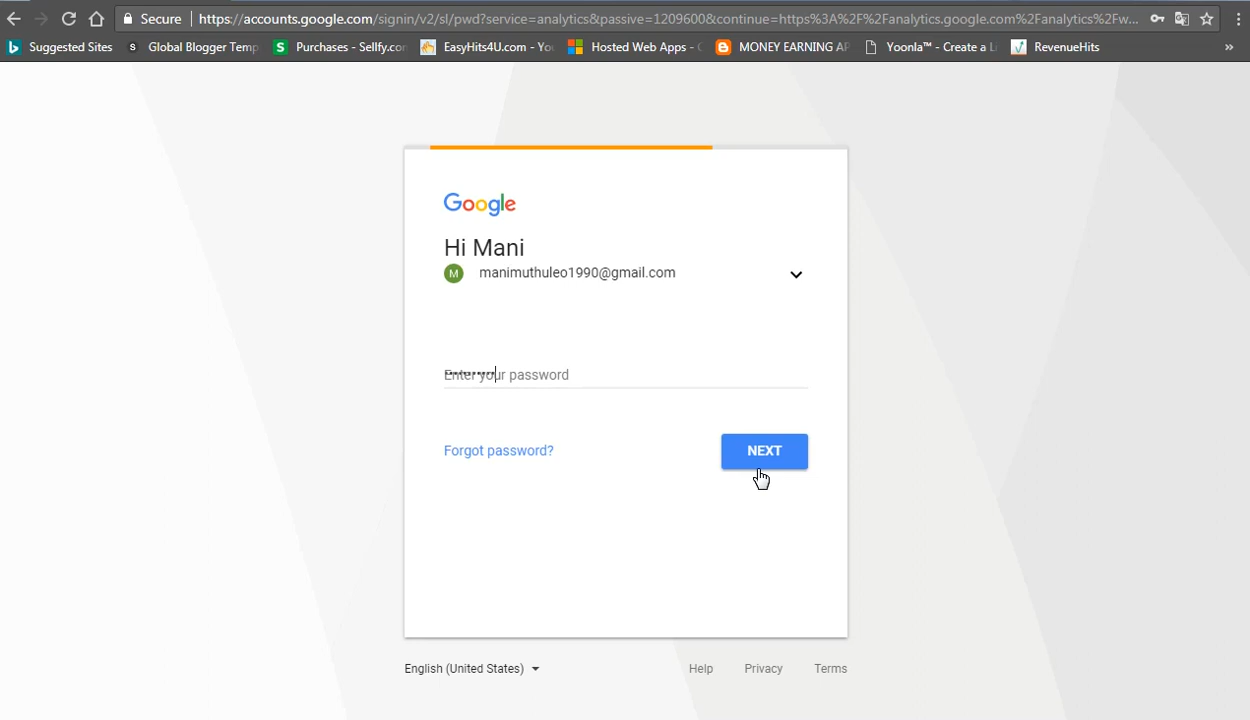 Secure https://accounts.google.com/signin/v2/sl/pwd?service=analytics&passive=1209600&continue=https%3A%2F%2Fanalytics.google.com%2Fanalytics%2Fw...
Suggested Sites S Global Blogger Temp S Purchases - Sellfy.co EasyHits4U.com - Yo Hosted Web Apps - MONEY EARNING AP Yoonla™ - Create a L RevenueHits »
Google
Hi Mani
M manimuthuleo1990@gmail.com
Enter your password
Forgot password? NEXT
English (United States) Help Privacy Terms